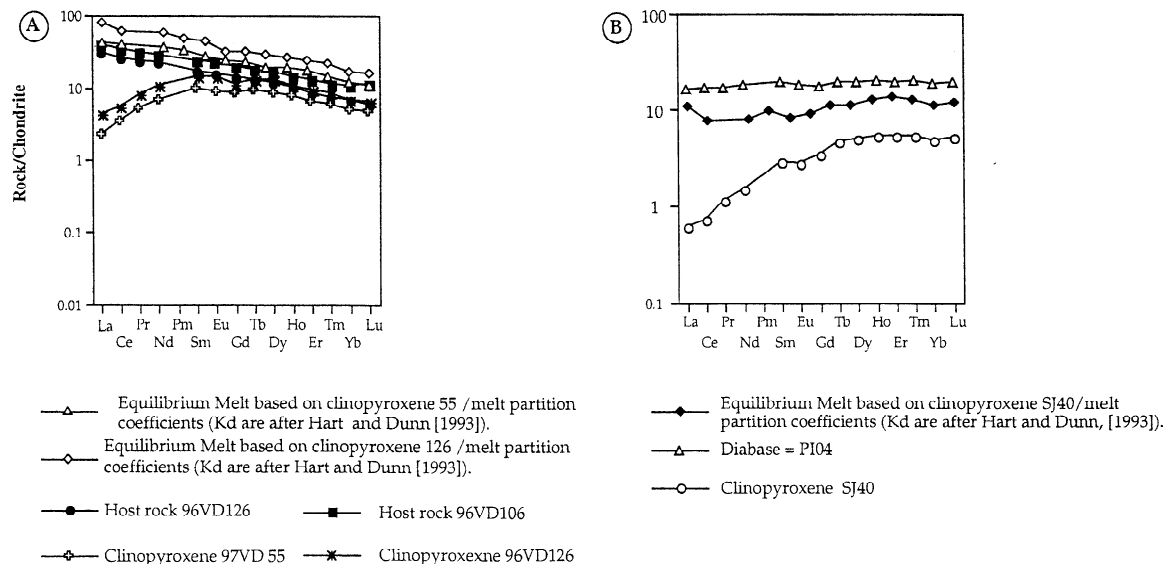 A
B
100
10
1
0.1
0.01
Rock/Chondrite
La Pr Pm Eu Tb Ho Tm Lu
Ce Nd Sm Gd Dy Er Yb
100
10
1
0.1
La Pr Pm Eu Tb Ho Tm Lu
Ce Nd Sm Gd Dy Er Yb
Equilibrium Melt based on clinopyroxene 55 /melt partition
coefficients (Kd are after Hart and Dunn [1993]).
Equilibrium Melt based on clinopyroxene 126 /melt partition
coefficients (Kd are after Hart and Dunn [1993]).
Host rock 96VD126
Host rock 96VD106
Clinopyroxene 97VD 55
Clinopyroxexne 96VD126
Equilibrium Melt based on clinopyroxene SJ40/melt
partition coefficients (Kd are after Hart and Dunn, [1993]).
Diabase = PI04
Clinopyroxene SJ40